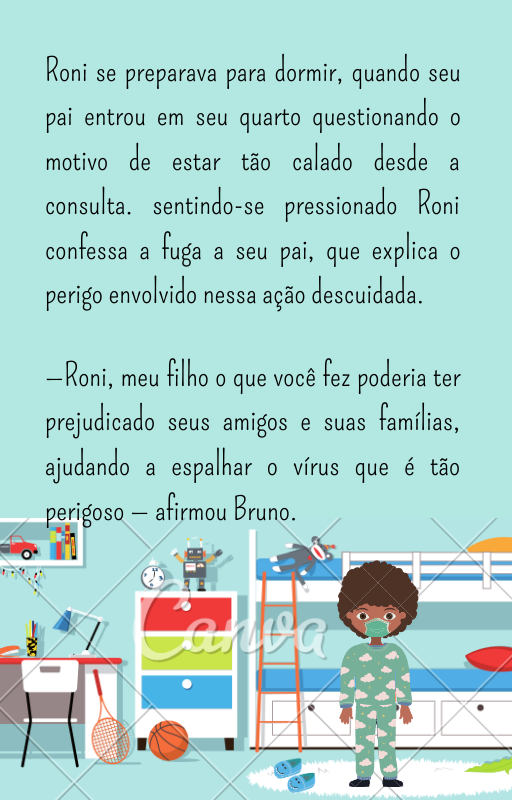 Roni se preparava para dormir, quando seu
pai entrou em seu quarto questionando o
motivo de estar tão calado desde a
consulta. sentindo-se pressionado Roni
confessa a fuga a seu pai, que explica o
perigo envolvido nessa ação descuidada.
—Roni, meu filho o que você fez poderia ter
prejudicado seus amigos e suas famílias,
ajudando a espalhar o vírus que é tão
perigoso — afirmou Bruno.
Canva